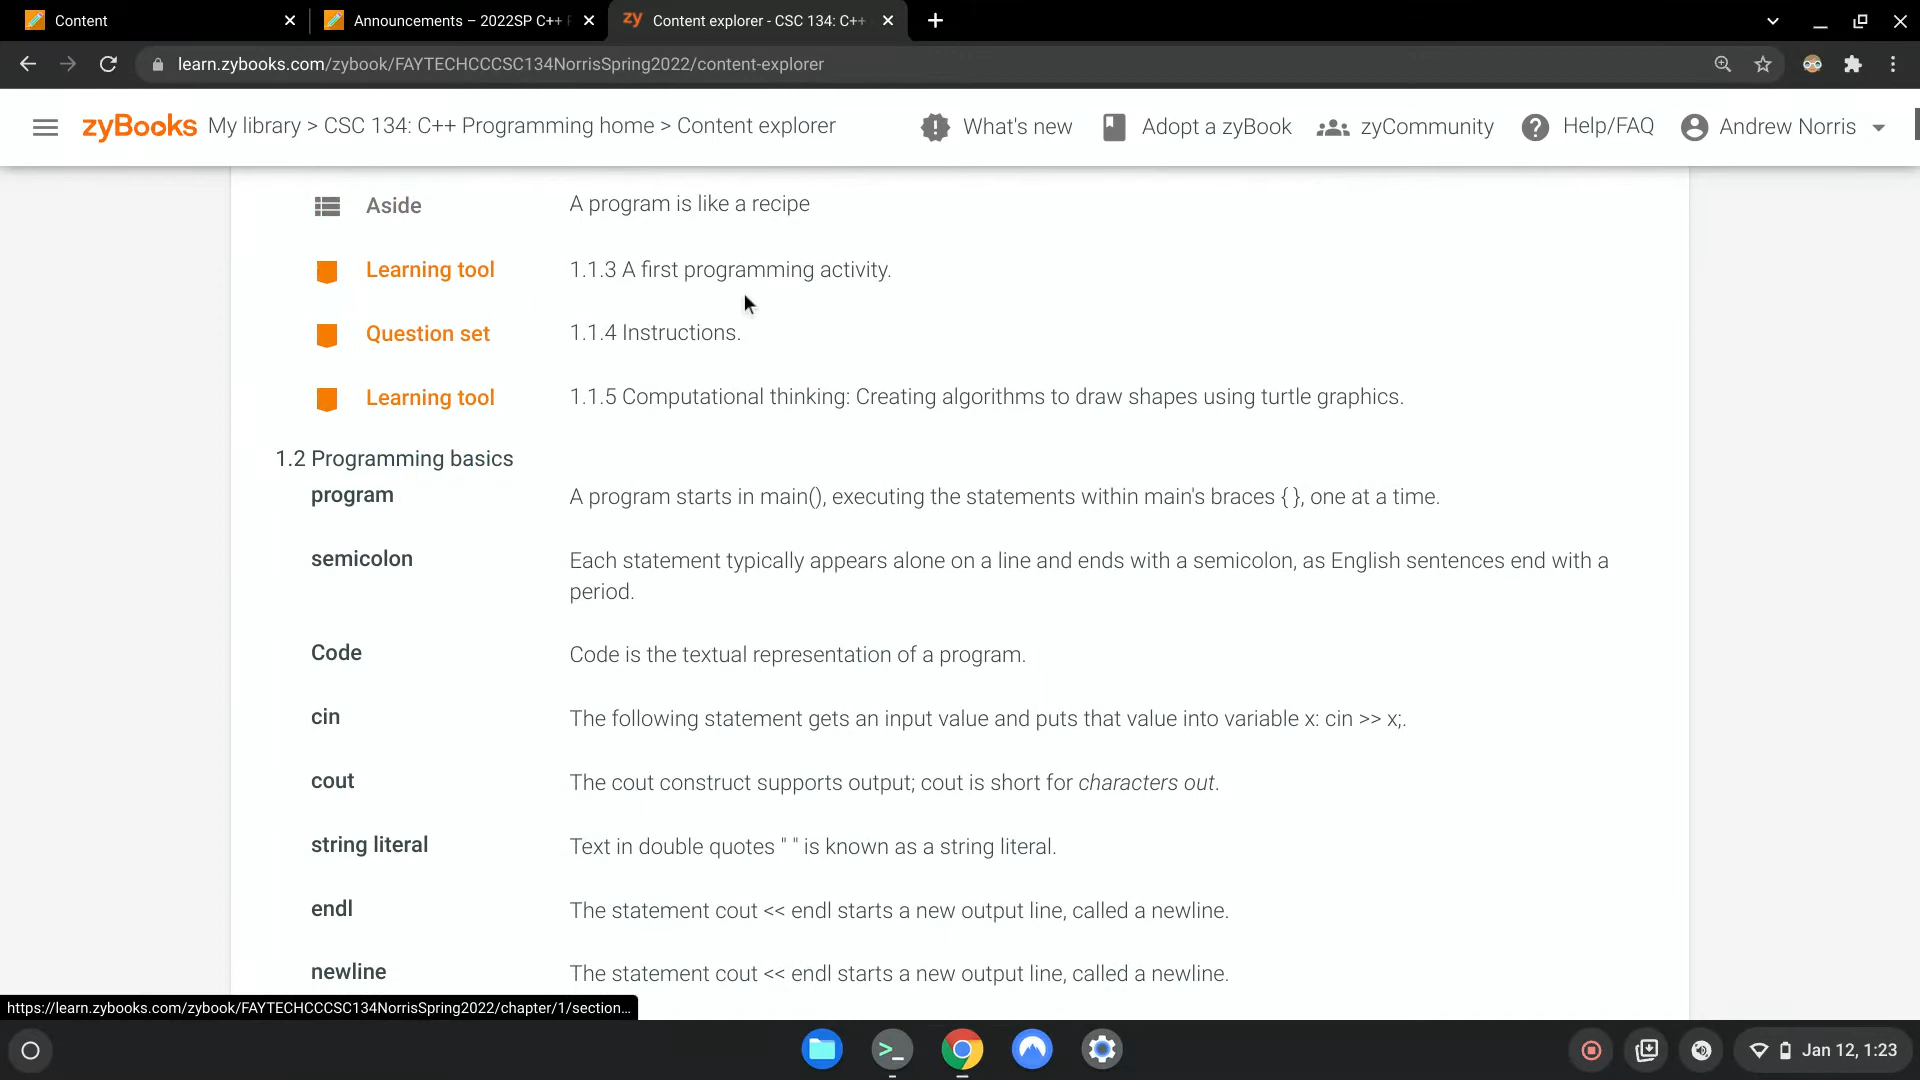 Content
Announcements – 2022SP C++
Content explorer - CSC 134: C++
learn.zybooks.com/zybook/FAYTECHCCCSC134NorrisSpring2022/content-explorer
zyBooks My library > CSC 134: C++ Programming home > Content explorer
What's new
Adopt a zyBook
zyCommunity
Help/FAQ
Andrew Norris
Aside A program is like a recipe
Learning tool 1.1.3 A first programming activity.
Question set 1.1.4 Instructions.
Learning tool 1.1.5 Computational thinking: Creating algorithms to draw shapes using turtle graphics.
1.2 Programming basics
program A program starts in main(), executing the statements within main's braces { }, one at a time.
semicolon Each statement typically appears alone on a line and ends with a semicolon, as English sentences end with a
period.
Code Code is the textual representation of a program.
cin The following statement gets an input value and puts that value into variable x: cin >> x;.
cout The cout construct supports output; cout is short for characters out.
string literal Text in double quotes " " is known as a string literal.
endl The statement cout << endl starts a new output line, called a newline.
newline The statement cout << endl starts a new output line, called a newline.
https://learn.zybooks.com/zybook/FAYTECHCCCSC134NorrisSpring2022/chapter/1/section...
Jan 12, 1:23